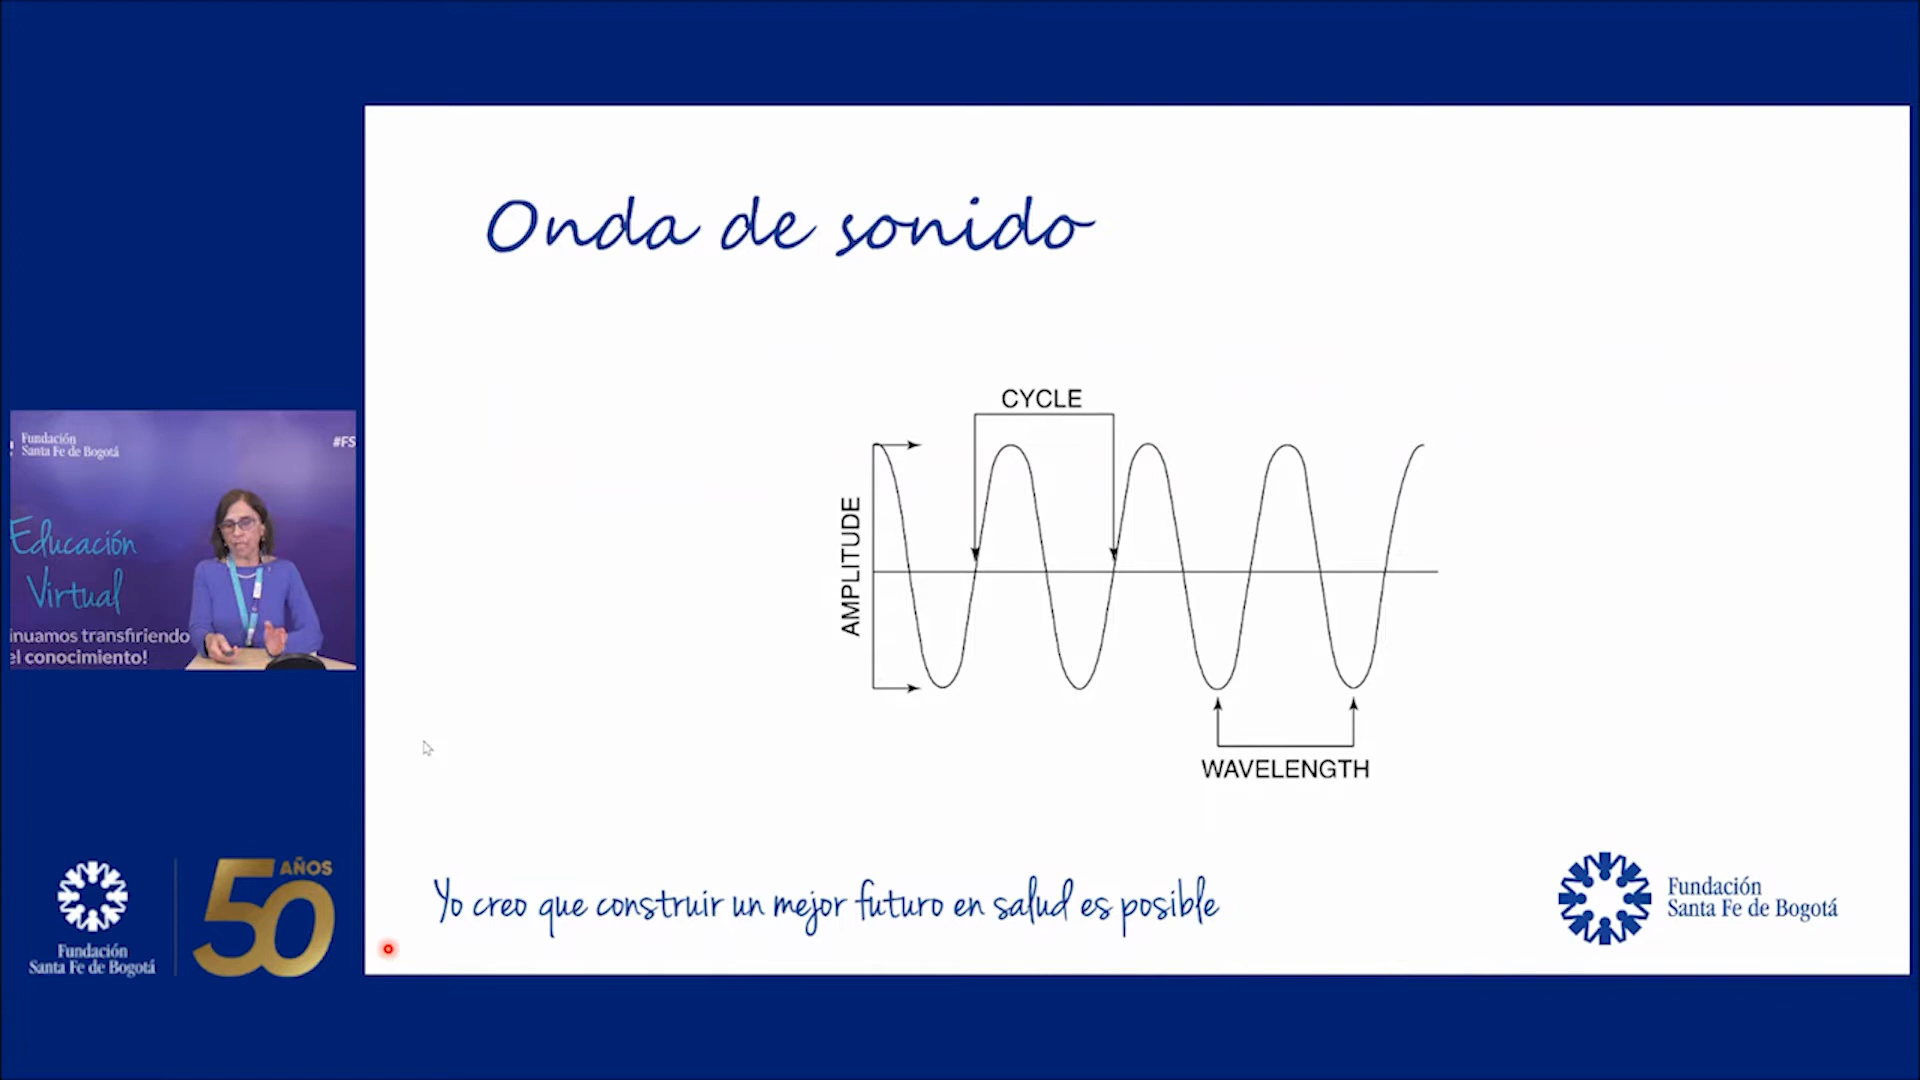 Onda de sonido
CYCLE
AMPLITUDE
WAVELENGTH
Fundación
Santa Fe de Bogotá
#FS
Educación
Virtual
inuamos transfiriendo
el conocimiento!
Fundación
Santa Fe de Bogotá
50 AÑOS
Yo creo que construir un mejor futuro en salud es posible
Fundación
Santa Fe de Bogotá